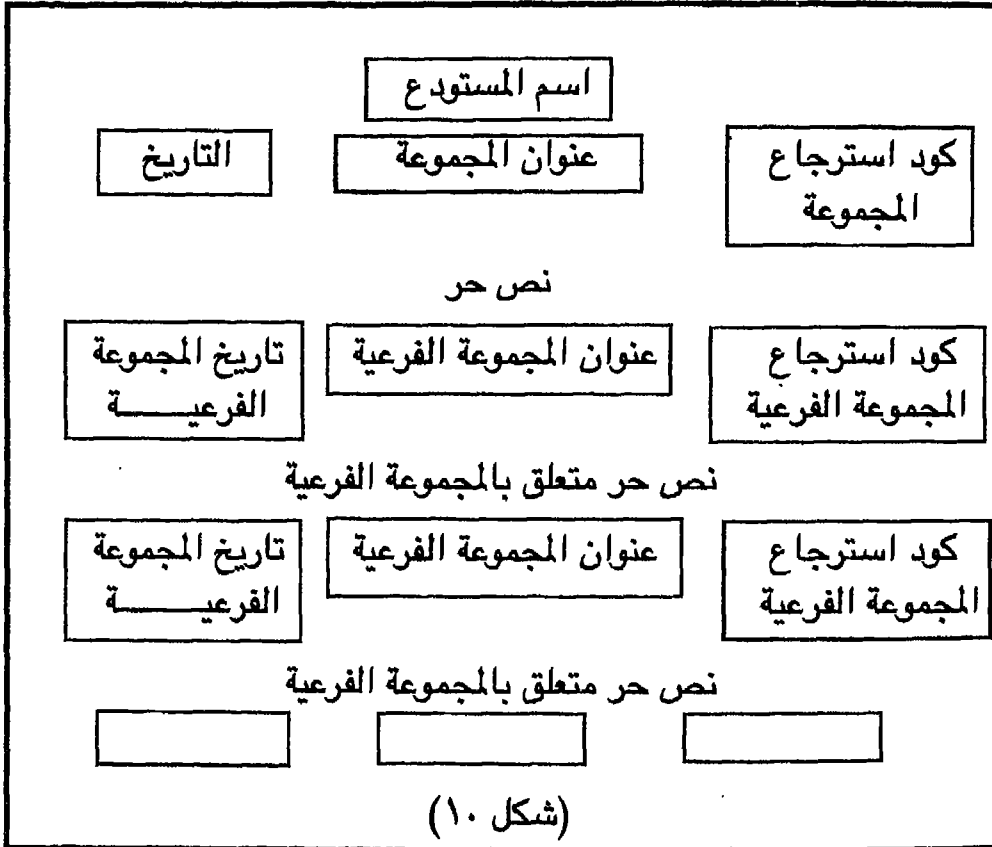 اسم المستودع
كود استرجاع
المجموعة
عنوان المجموعة
التاريخ
نص حر
كود استرجاع
المجموعة الفرعية
عنوان المجموعة الفرعية
تاريخ المجموعة
الفرعيـــــة
نص حر متعلق بالمجموعة الفرعية
كود استرجاع
المجموعة الفرعية
عنوان المجموعة الفرعية
تاريخ المجموعة
الفرعيـــــة
نص حر متعلق بالمجموعة الفرعية
(شكل ١٠)